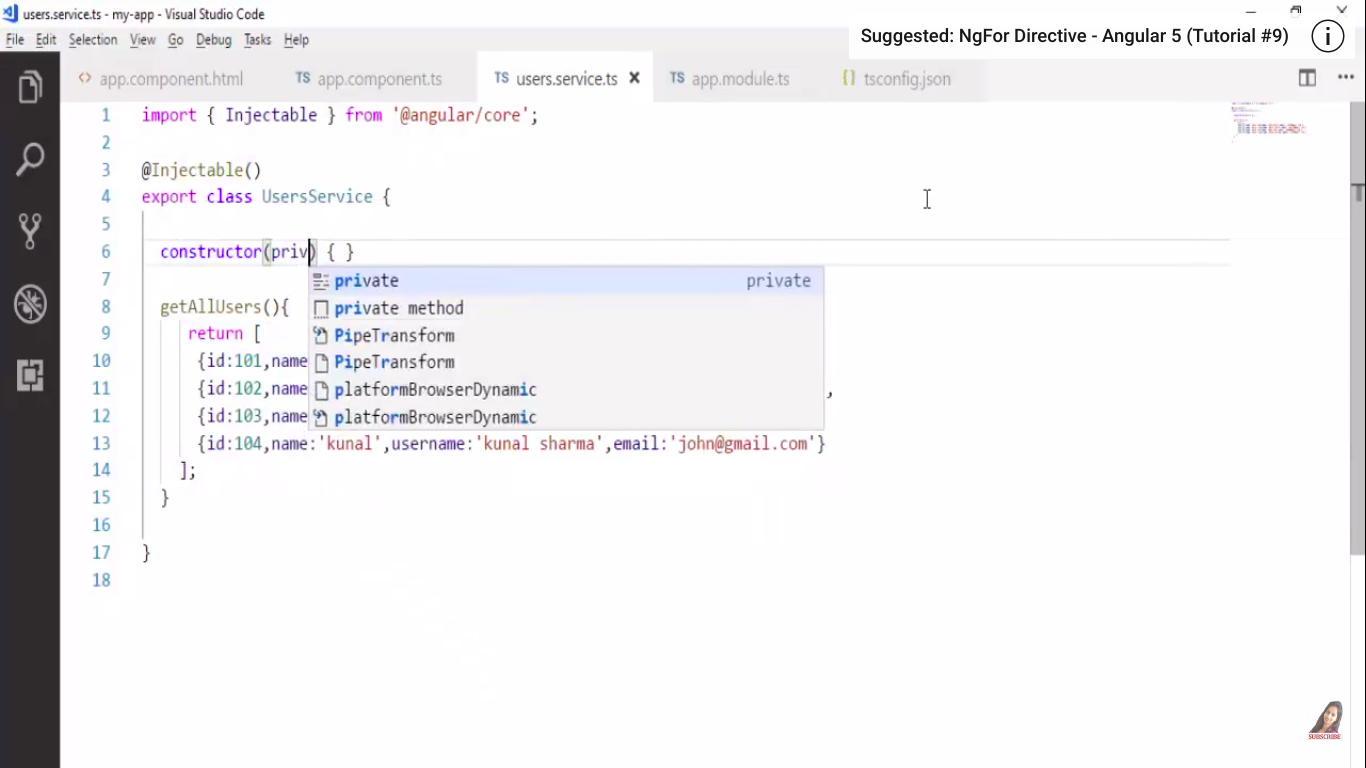 users.service.ts - my-app - Visual Studio Code
File Edit Selection View Go Debug Tasks Help
Suggested: NgFor Directive - Angular 5 (Tutorial #9)
app.component.html TS app.component.ts TS users.service.ts TS app.module.ts {} tsconfig.json
1 import { Injectable } from '@angular/core';
2
3 @Injectable()
4 export class UsersService {
5
6 constructor(priv) { }
7 private private
8 getAllUsers(){ private method
9 return [ PipeTransform
10 {id:101,name PipeTransform
11 {id:102,name platformBrowserDynamic ,
12 {id:103,name platformBrowserDynamic
13 {id:104,name:'kunal',username:'kunal sharma',email:'john@gmail.com'}
14 ];
15 }
16
17 }
18
SUBSCRIBE